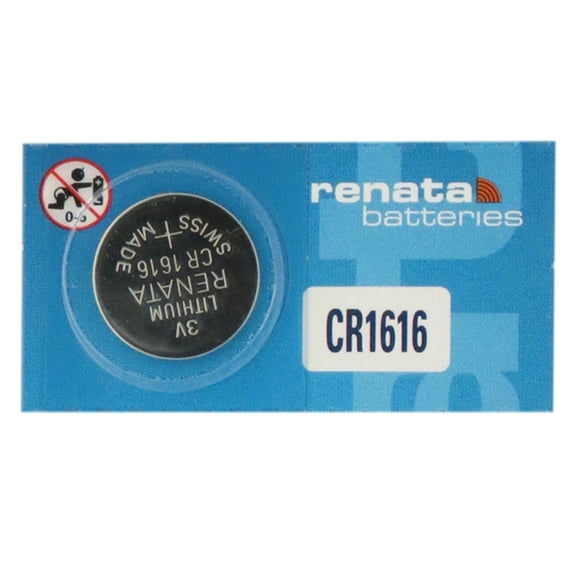 renata
batteries
CR1616
0-3
SWISS MADE
+
CR 1616
RENATA
LITHIUM
3V